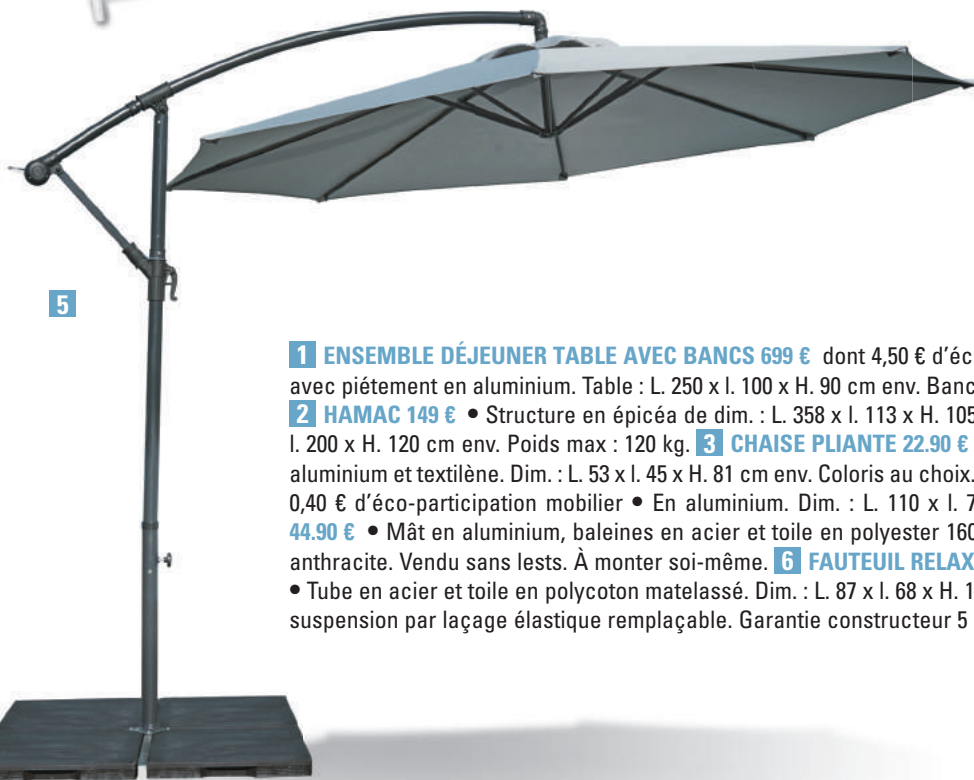 5
1 ENSEMBLE DÉJEUNER TABLE AVEC BANCS 699 € dont 4,50 € d’éc
avec piétement en aluminium. Table : L. 250 x l. 100 x H. 90 cm env. Banc
2 HAMAC 149 € • Structure en épicéa de dim. : L. 358 x l. 113 x H. 105
l. 200 x H. 120 cm env. Poids max : 120 kg. 3 CHAISE PLIANTE 22.90 €
aluminium et textilène. Dim. : L. 53 x l. 45 x H. 81 cm env. Coloris au choix.
0,40 € d’éco-participation mobilier • En aluminium. Dim. : L. 110 x l. 7
44.90 € • Mât en aluminium, baleines en acier et toile en polyester 160
anthracite. Vendu sans lests. À monter soi-même. 6 FAUTEUIL RELAX
• Tube en acier et toile en polycoton matelassé. Dim. : L. 87 x l. 68 x H. 1
suspension par laçage élastique remplaçable. Garantie constructeur 5